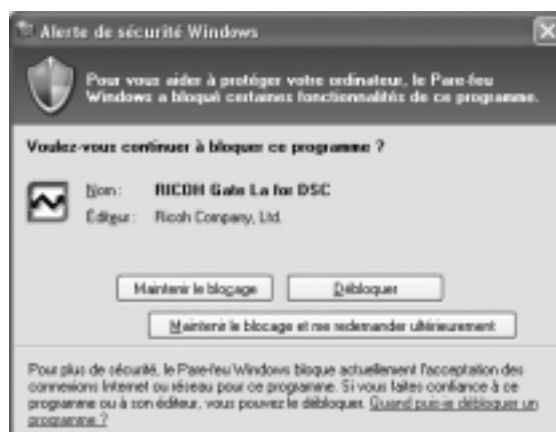 Alerte de sécurité Windows
Pour vous aider à protéger votre ordinateur, le Pare-feu
Windows a bloqué certaines fonctionnalités de ce programme.
Voulez-vous continuer à bloquer ce programme ?
Nom : RICOH Gate La for DSC
Éditeur : Ricoh Company, Ltd.
Maintenir le blocage Débloquer
Maintenir le blocage et me redemander ultérieurement
Pour plus de sécurité, le Pare-feu Windows bloque actuellement l'acceptation des
connexions Internet ou réseau pour ce programme. Si vous faites confiance à ce
programme ou à son éditeur, vous pouvez le débloquer. Quand puis-je débloquer un
programme ?